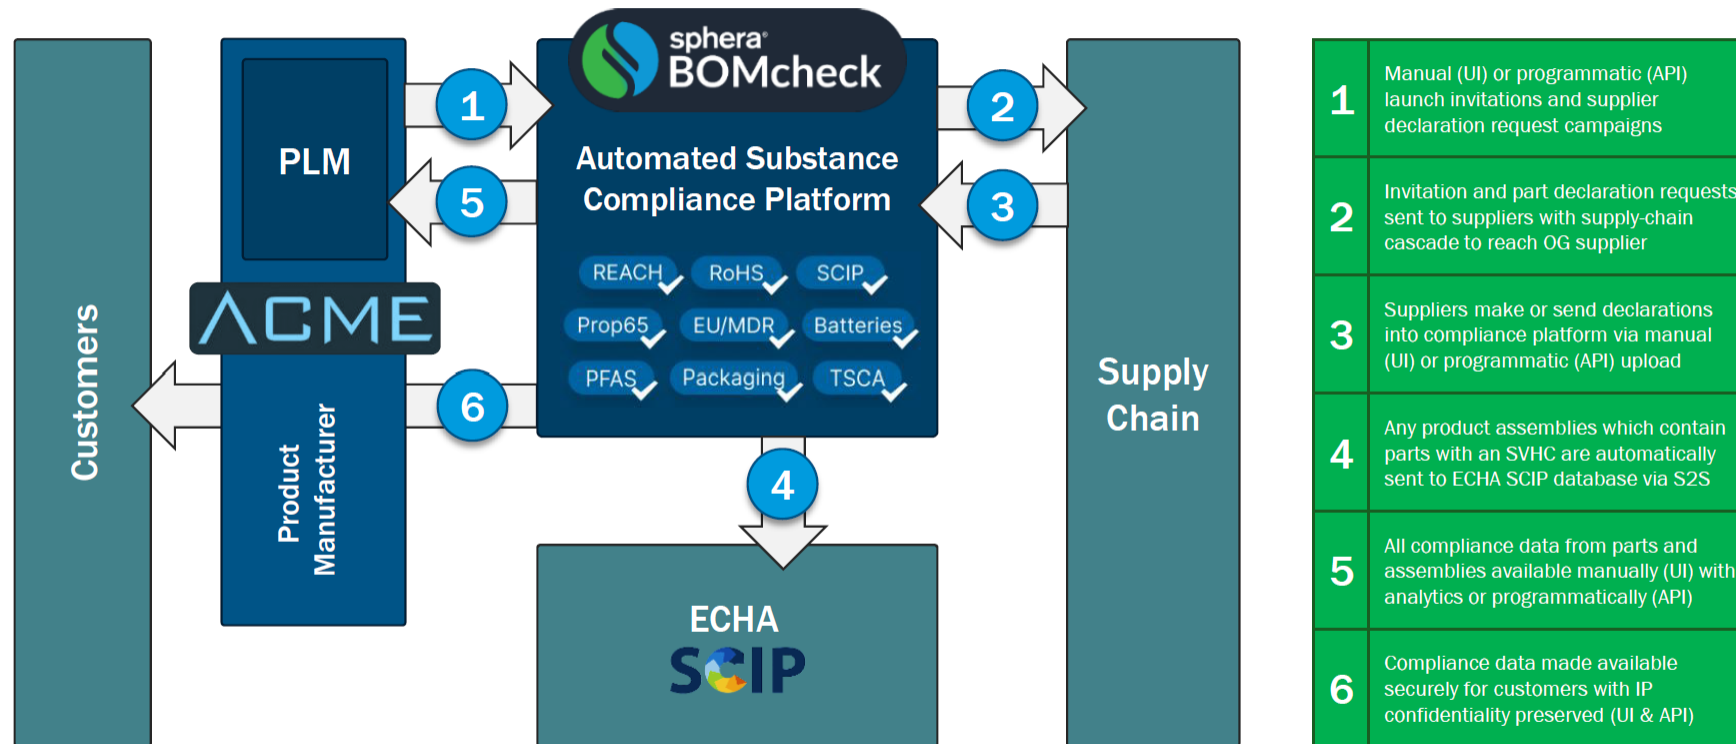 Customers
PLM
ACME
Product
Manufacturer
1
5
6
sphera®
BOMcheck
Automated Substance
Compliance Platform
REACH
RoHS
SCIP
Prop65
EU/MDR
Batteries
PFAS
Packaging
TSCA
4
ECHA
SCIP
2
3
Supply
Chain
1
Manual (UI) or programmatic (API)
launch invitations and supplier
declaration request campaigns
2
Invitation and part declaration requests
sent to suppliers with supply-chain
cascade to reach OG supplier
3
Suppliers make or send declarations
into compliance platform via manual
(UI) or programmatic (API) upload
4
Any product assemblies which contain
parts with an SVHC are automatically
sent to ECHA SCIP database via S2S
5
All compliance data from parts and
assemblies available manually (UI) with
analytics or programmatically (API)
6
Compliance data made available
securely for customers with IP
confidentiality preserved (UI & API)